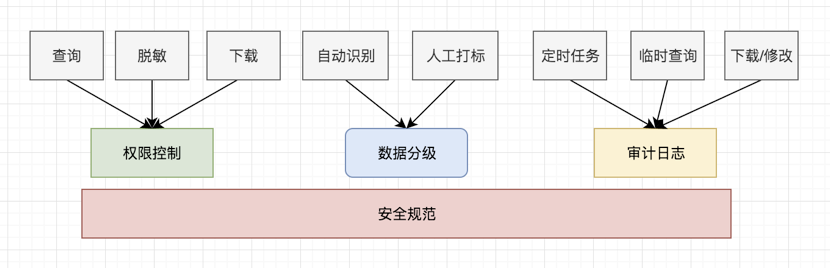 查询
脱敏
下载
自动识别
人工打标
定时任务
临时查询
下载/修改
权限控制
数据分级
审计日志
安全规范